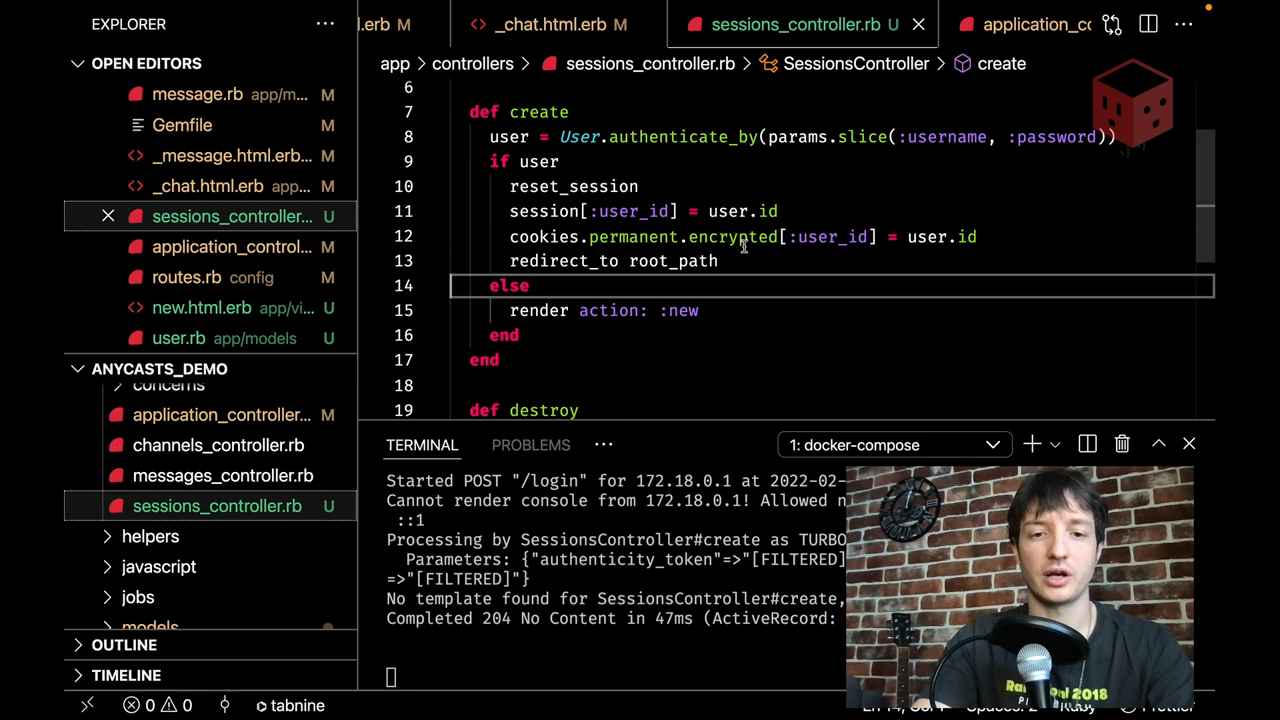 EXPLORER
OPEN EDITORS
message.rb app/m... M
Gemfile M
_message.html.erb... M
_chat.html.erb app... M
sessions_controller... U
application_control... M
routes.rb config M
new.html.erb app/vi... U
user.rb app/models U
ANYCASTS_DEMO
concerns
application_controller... M
channels_controller.rb
messages_controller.rb
sessions_controller.rb U
helpers
javascript
jobs
models
OUTLINE
TIMELINE
l.erb M
_chat.html.erb M
sessions_controller.rb U
application_co
app > controllers > sessions_controller.rb > SessionsController > create
6
7 def create
8 user = User.authenticate_by(params.slice(:username, :password))
9 if user
10 reset_session
11 session[:user_id] = user.id
12 cookies.permanent.encrypted[:user_id] = user.id
13 redirect_to root_path
14 else
15 render action: :new
16 end
17 end
18
19 def destroy
TERMINAL PROBLEMS ... 1: docker-compose
Started POST "/login" for 172.18.0.1 at 2022-02-
Cannot render console from 172.18.0.1! Allowed n
::1
Processing by SessionsController#create as TURBO
Parameters: {"authenticity_token"=>"[FILTERED]
=>"[FILTERED]"}
No template found for SessionsController#create,
Completed 204 No Content in 47ms (ActiveRecord:
0 0 tabnine
2018